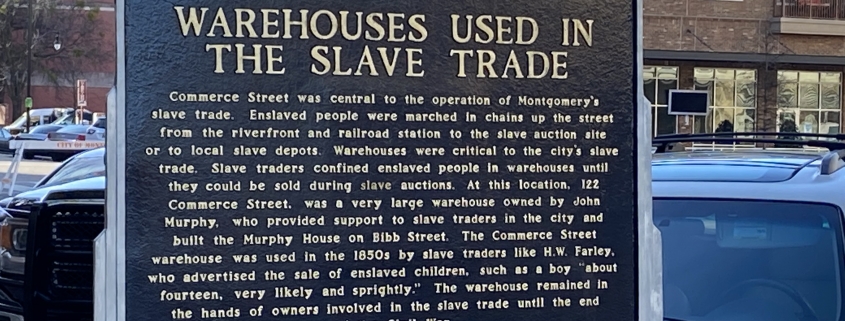 WAREHOUSES USED IN
THE SLAVE TRADE
Commerce Street was central to the operation of Montgomery's
slave trade. Enslaved people were marched in chains up the street
from the riverfront and railroad station to the slave auction site
or to local slave depots. Warehouses were critical to the city's slave
trade. Slave traders confined enslaved people in warehouses until
they could be sold during slave auctions. At this location, 122
Commerce Street, was a very large warehouse owned by John
Murphy, who provided support to slave traders in the city and
built the Murphy House on Bibb Street. The Commerce Street
warehouse was used in the 1850s by slave traders like H.W. Farley,
who advertised the sale of enslaved children, such as a boy "about
fourteen, very likely and sprightly." The warehouse remained in
the hands of owners involved in the slave trade until the end
CITY OF